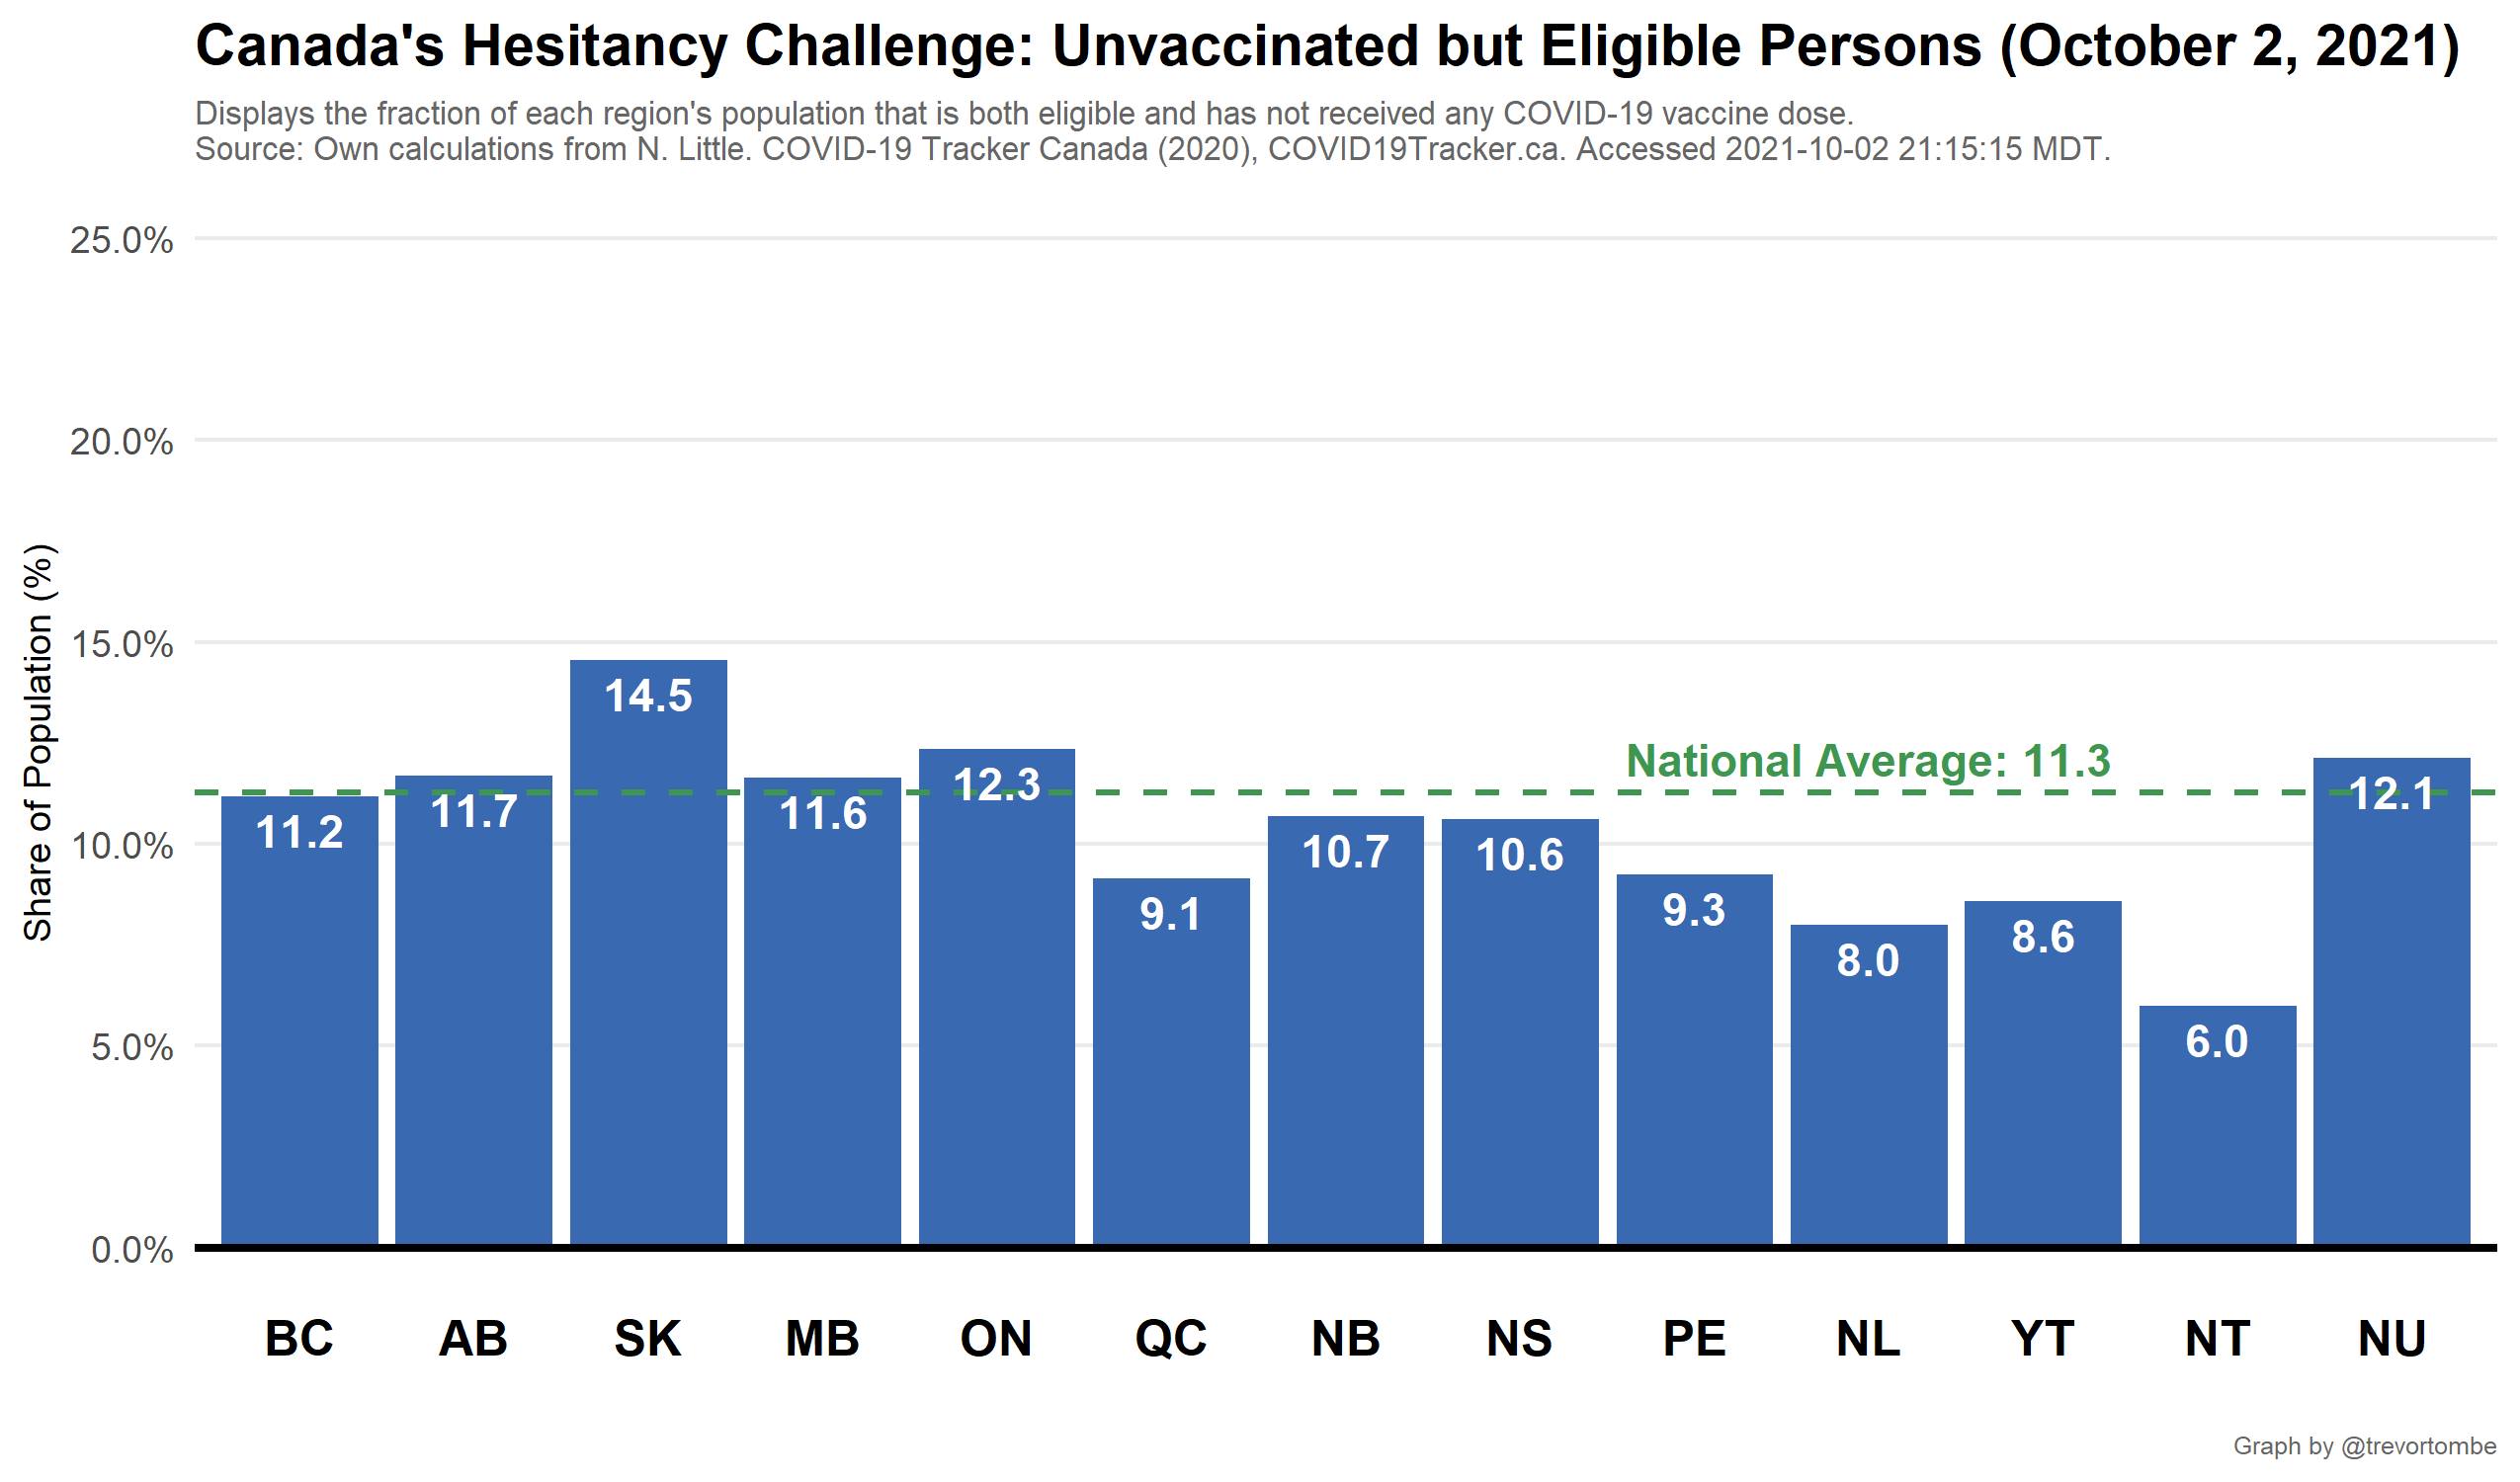 Canada's Hesitancy Challenge: Unvaccinated but Eligible Persons (October 2, 2021)
Displays the fraction of each region's population that is both eligible and has not received any COVID-19 vaccine dose.
Source: Own calculations from N. Little. COVID-19 Tracker Canada (2020), COVID19Tracker.ca. Accessed 2021-10-02 21:15:15 MDT.
Share of Population (%)
25.0%
20.0%
15.0%
10.0%
5.0%
0.0%
National Average: 11.3
11.2
11.7
14.5
11.6
12.3
9.1
10.7
10.6
9.3
8.0
8.6
6.0
12.1
BC
AB
SK
MB
ON
QC
NB
NS
PE
NL
YT
NT
NU
Graph by @trevortombe